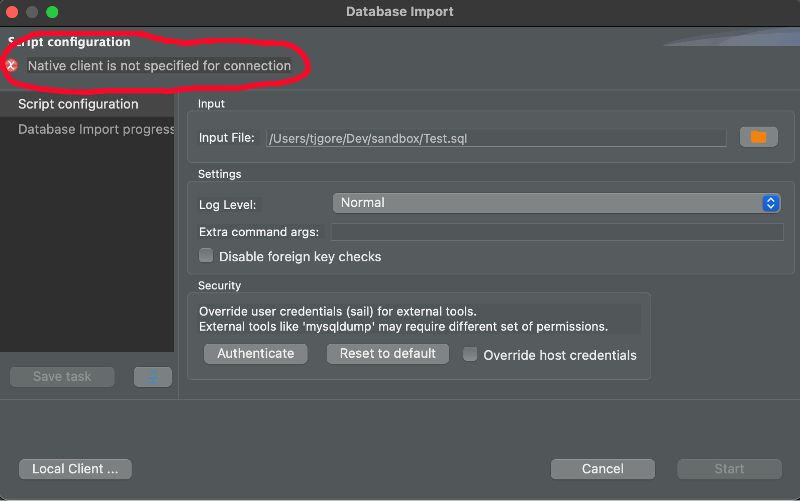 Database Import
Script configuration
Native client is not specified for connection
Script configuration
Database Import progress
Input
Input File: /Users/tjgore/Dev/sandbox/Test.sql
Settings
Log Level: Normal
Extra command args:
Disable foreign key checks
Security
Override user credentials (sail) for external tools.
External tools like 'mysqldump' may require different set of permissions.
Authenticate Reset to default Override host credentials
Save task
Local Client ... Cancel Start